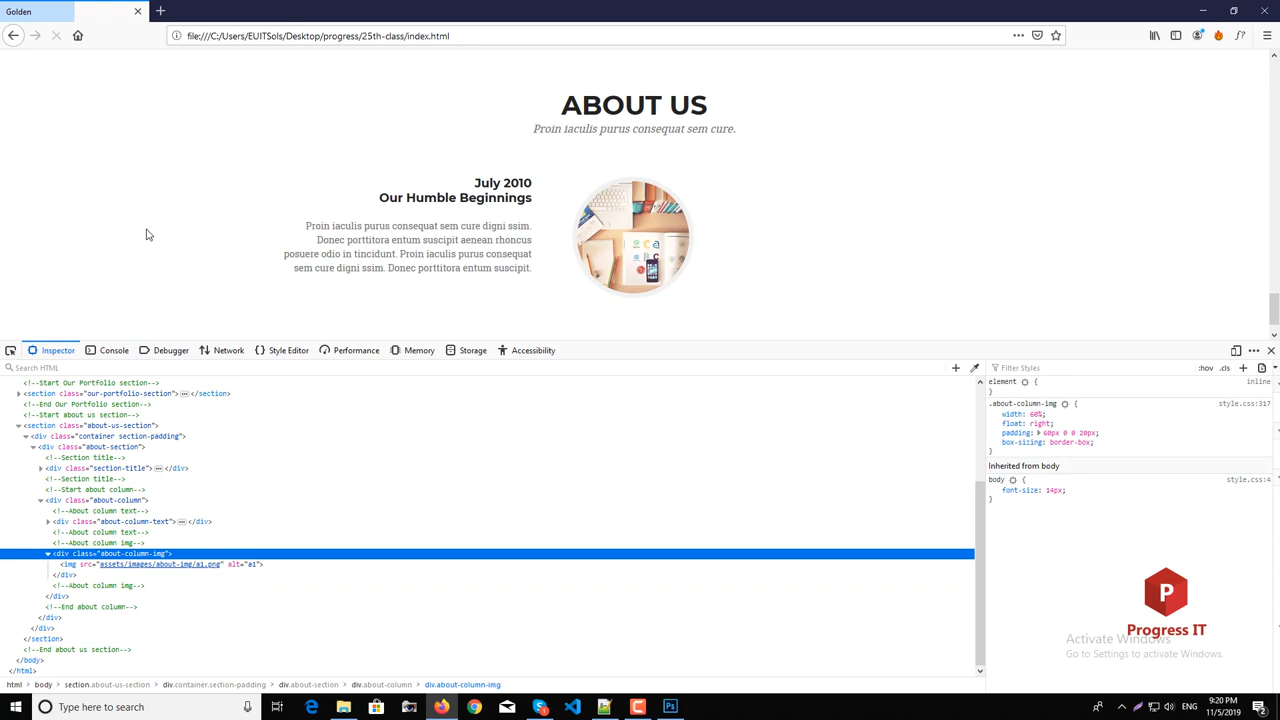 Golden
file:///C:/Users/EUITSols/Desktop/progress/25th-class/index.html
ABOUT US
Proin iaculis purus consequat sem cure.
July 2010
Our Humble Beginnings
Proin iaculis purus consequat sem cure digni ssim.
Donec porttitora entum suscipit aenean rhoncus
posuere odio in tincidunt. Proin iaculis purus consequat
sem cure digni ssim. Donec porttitora entum suscipit.
Inspector Console Debugger Network Style Editor Performance Memory Storage Accessibility
Search HTML
Filter Styles :hov .cls
<!--Start Our Portfolio section-->
<section class="our-portfolio-section"></section>
<!--End Our Portfolio section-->
<!--Start about us section-->
<section class="about-us-section">
<div class="container section-padding">
<div class="about-section">
<!--Section title-->
<div class="section-title"></div>
<!--Section title-->
<!--Start about column-->
<div class="about-column">
<!--About column text-->
<div class="about-column-text"></div>
<!--About column text-->
<!--About column img-->
<div class="about-column-img">
<img src="assets/images/about-img/a1.png" alt="a1">
</div>
<!--About column img-->
</div>
<!--End about column-->
</div>
</div>
</section>
<!--End about us section-->
</body>
</html>
element { inline
}
.about-column-img { style.css:317
width: 60%;
float: right;
padding: 60px 0 0 20px;
box-sizing: border-box;
}
Inherited from body
body { style.css:4
font-size: 14px;
}
P
Progress IT
Activate Windows
Go to Settings to activate Windows.
html body section.about-us-section div.container.section-padding div.about-section div.about-column div.about-column-img
Type here to search
ENG
9:20 PM
11/5/2019
2